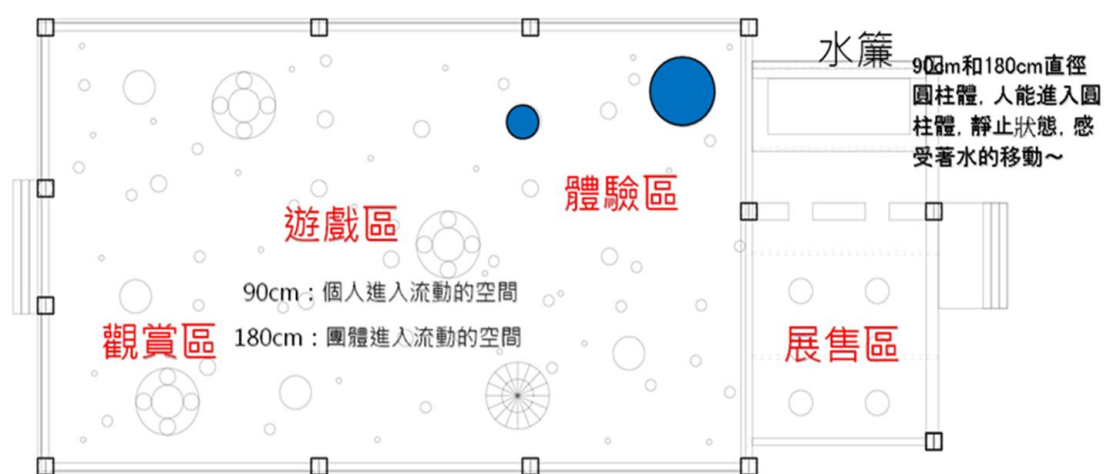 水簾
90cm和180cm直徑
圓柱體, 人能進入圓
柱體, 靜止狀態, 感
受著水的移動~
體驗區
遊戲區
90cm：個人進入流動的空間
180cm：團體進入流動的空間
觀賞區
展售區